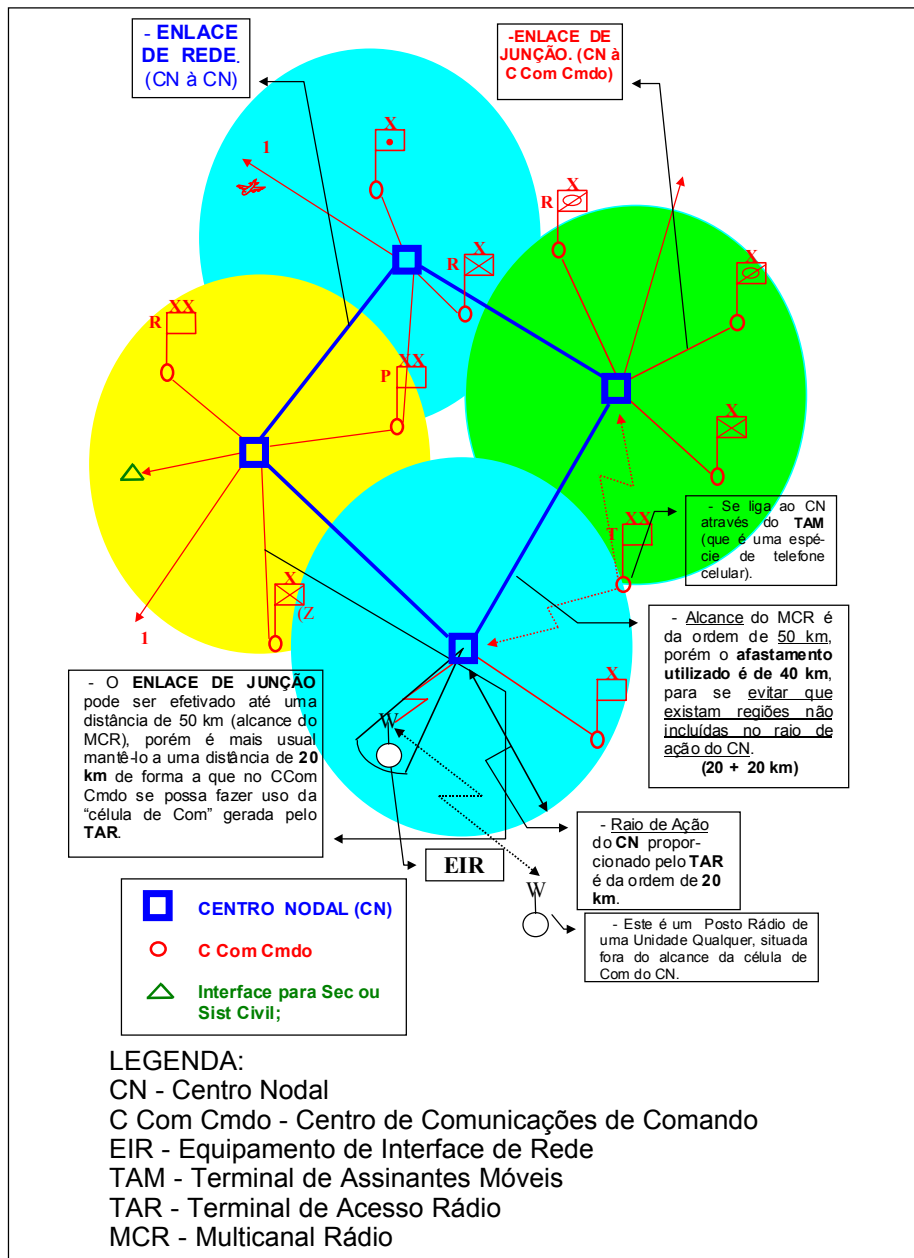 - ENLACE
DE REDE.
(CN à CN)
-ENLACE DE
JUNÇÃO. (CN à
C Com Cmdo)
1
X
X
R
X
R
X
XX
R
XX
P
X
XX
T
- Se liga ao CN
através do TAM
(que é uma espé-
cie de telefone
celular).
X
(Z
1
X
- Alcance do MCR é
da ordem de 50 km,
porém o afastamento
utilizado é de 40 km,
para se evitar que
existam regiões não
incluídas no raio de
ação do CN.
(20 + 20 km)
- O ENLACE DE JUNÇÃO
pode ser efetivado até uma
distância de 50 km (alcance do
MCR), porém é mais usual
mantê-lo a uma distância de 20
km de forma a que no CCom
Cmdo se possa fazer uso da
“célula de Com” gerada pelo
TAR.
W
EIR
- Raio de Ação
do CN propor-
cionado pelo TAR
é da ordem de 20
km.
W
- Este é um Posto Rádio de
uma Unidade Qualquer, situada
fora do alcance da célula de
Com do CN.
CENTRO NODAL (CN)
C Com Cmdo
Interface para Sec ou
Sist Civil;
LEGENDA:
CN - Centro Nodal
C Com Cmdo - Centro de Comunicações de Comando
EIR - Equipamento de Interface de Rede
TAM - Terminal de Assinantes Móveis
TAR - Terminal de Acesso Rádio
MCR - Multicanal Rádio